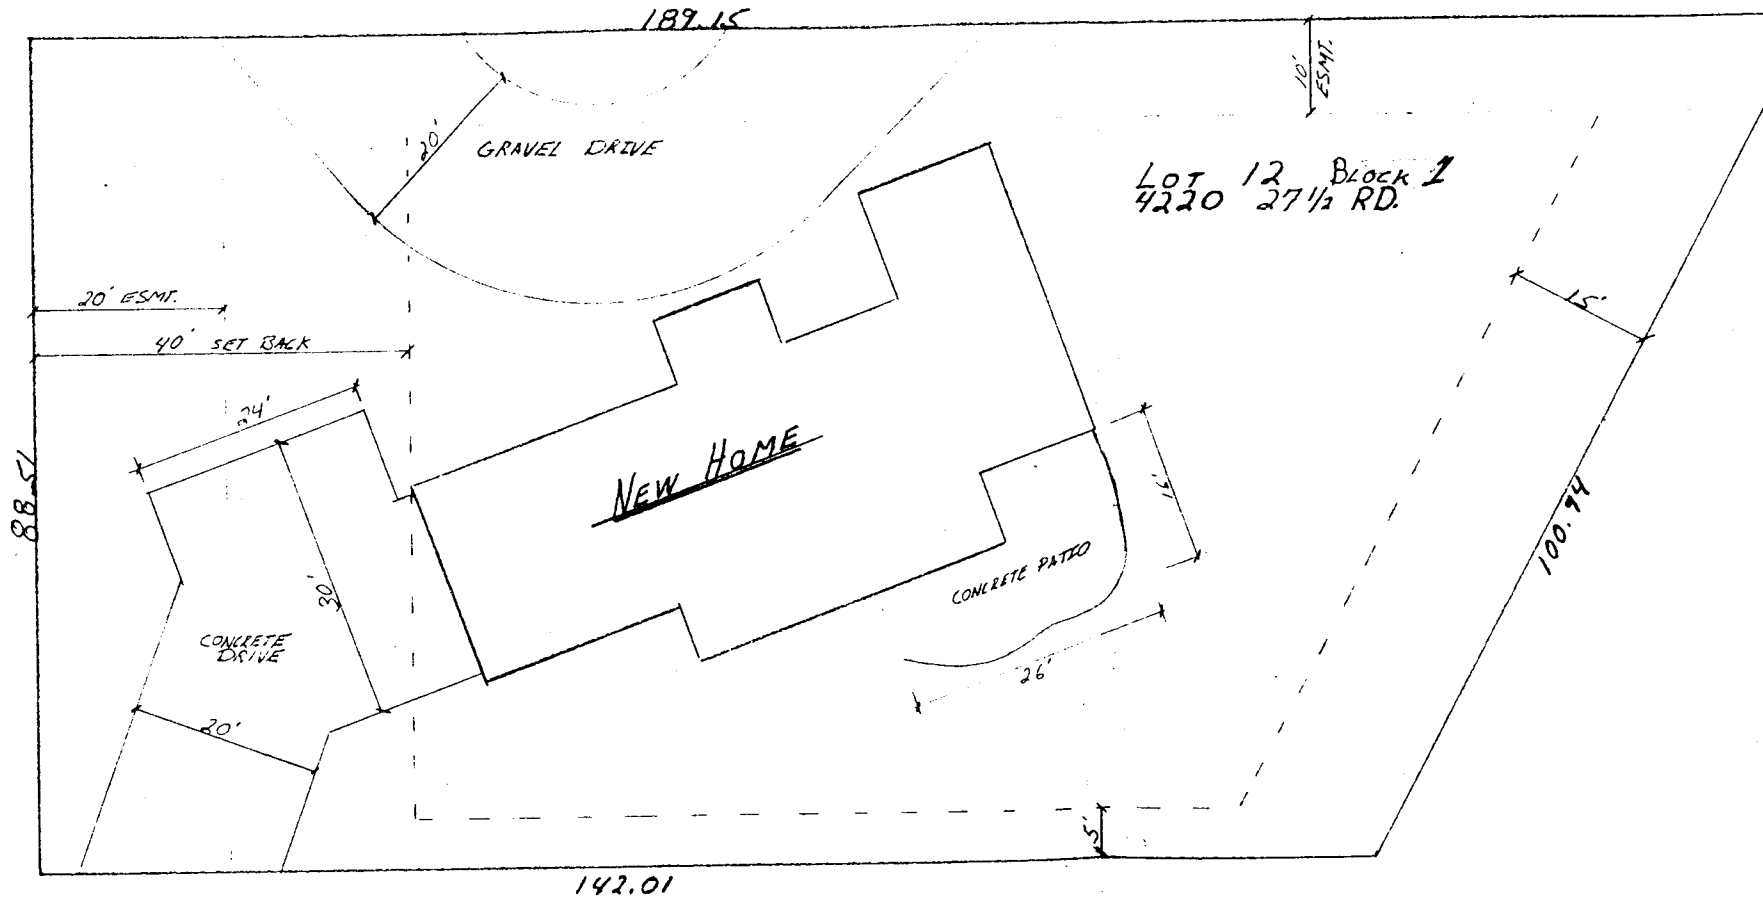 189.15
10' ESMT.
20'
GRAVEL DRIVE
LOT 12 BLOCK 1
4220 27 1/2 RD.
20' ESMT.
40' SET BACK
15'
24'
NEW HOME
88.51
16'
100.94
30'
CONCRETE PATIO
CONCRETE
DRIVE
26'
20'
5'
142.01